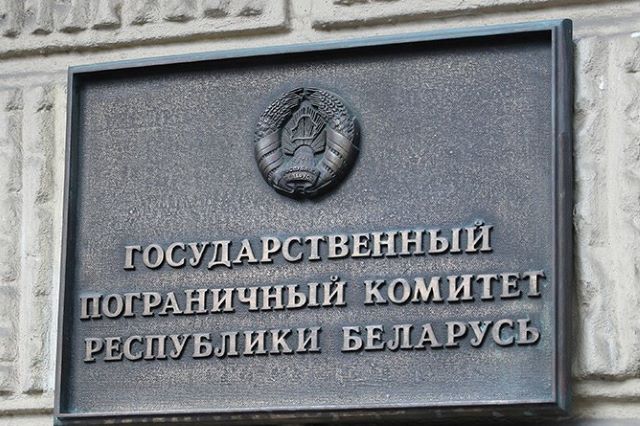 ГОСУДАРСТВЕННЫЙ
ПОГРАНИЧНЫЙ КОМИТЕТ
РЕСПУБЛИКИ БЕЛАРУСЬ